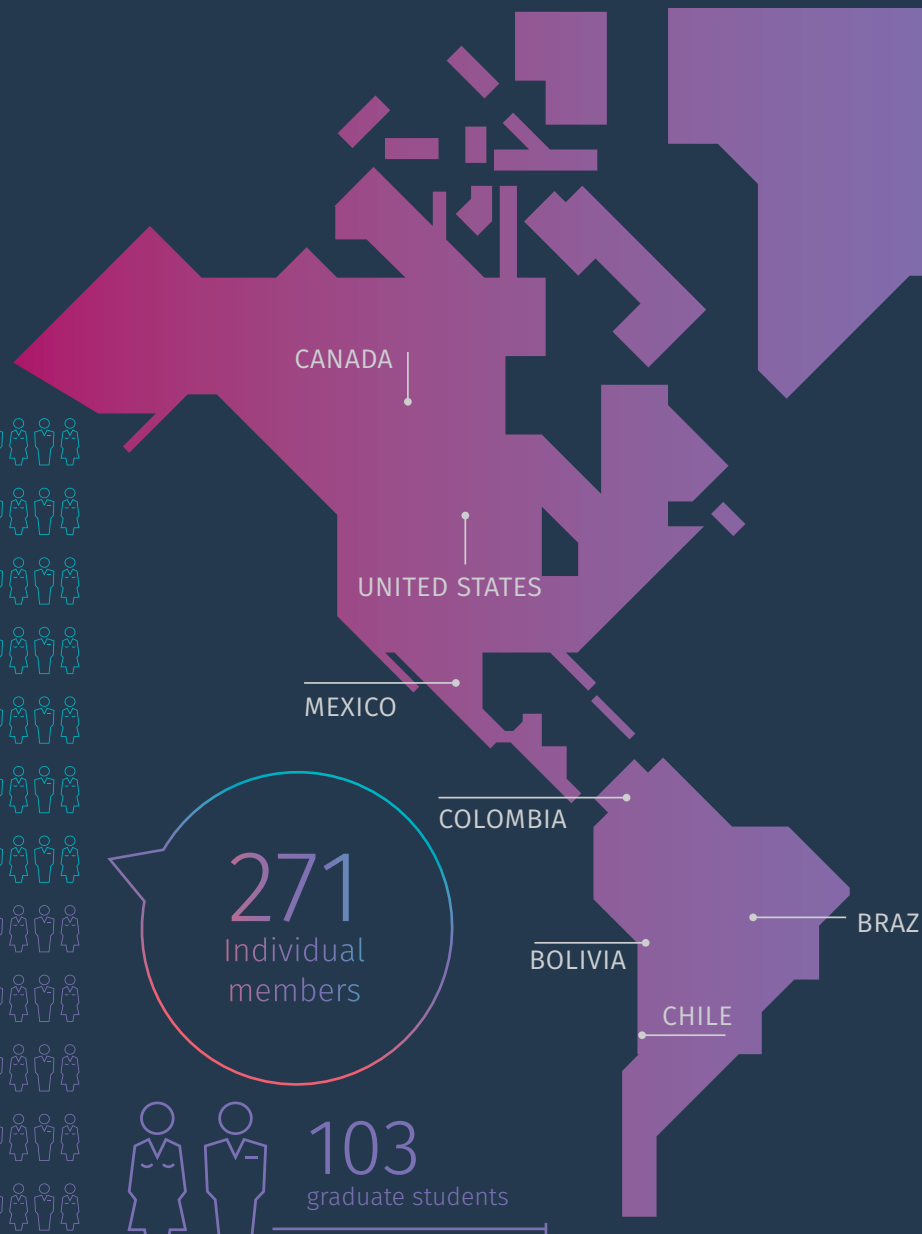 CANADA
UNITED STATES
MEXICO
COLOMBIA
271
Individual
members
BRAZ
BOLIVIA
CHILE
103
graduate students